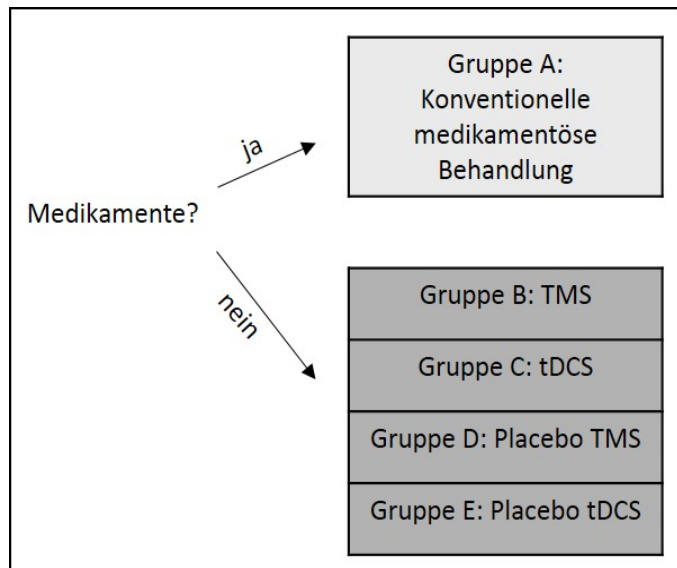 Gruppe A:
Konventionelle
medikamentöse
Behandlung
ja
Medikamente?
nein
Gruppe B: TMS
Gruppe C: tDCS
Gruppe D: Placebo TMS
Gruppe E: Placebo tDCS